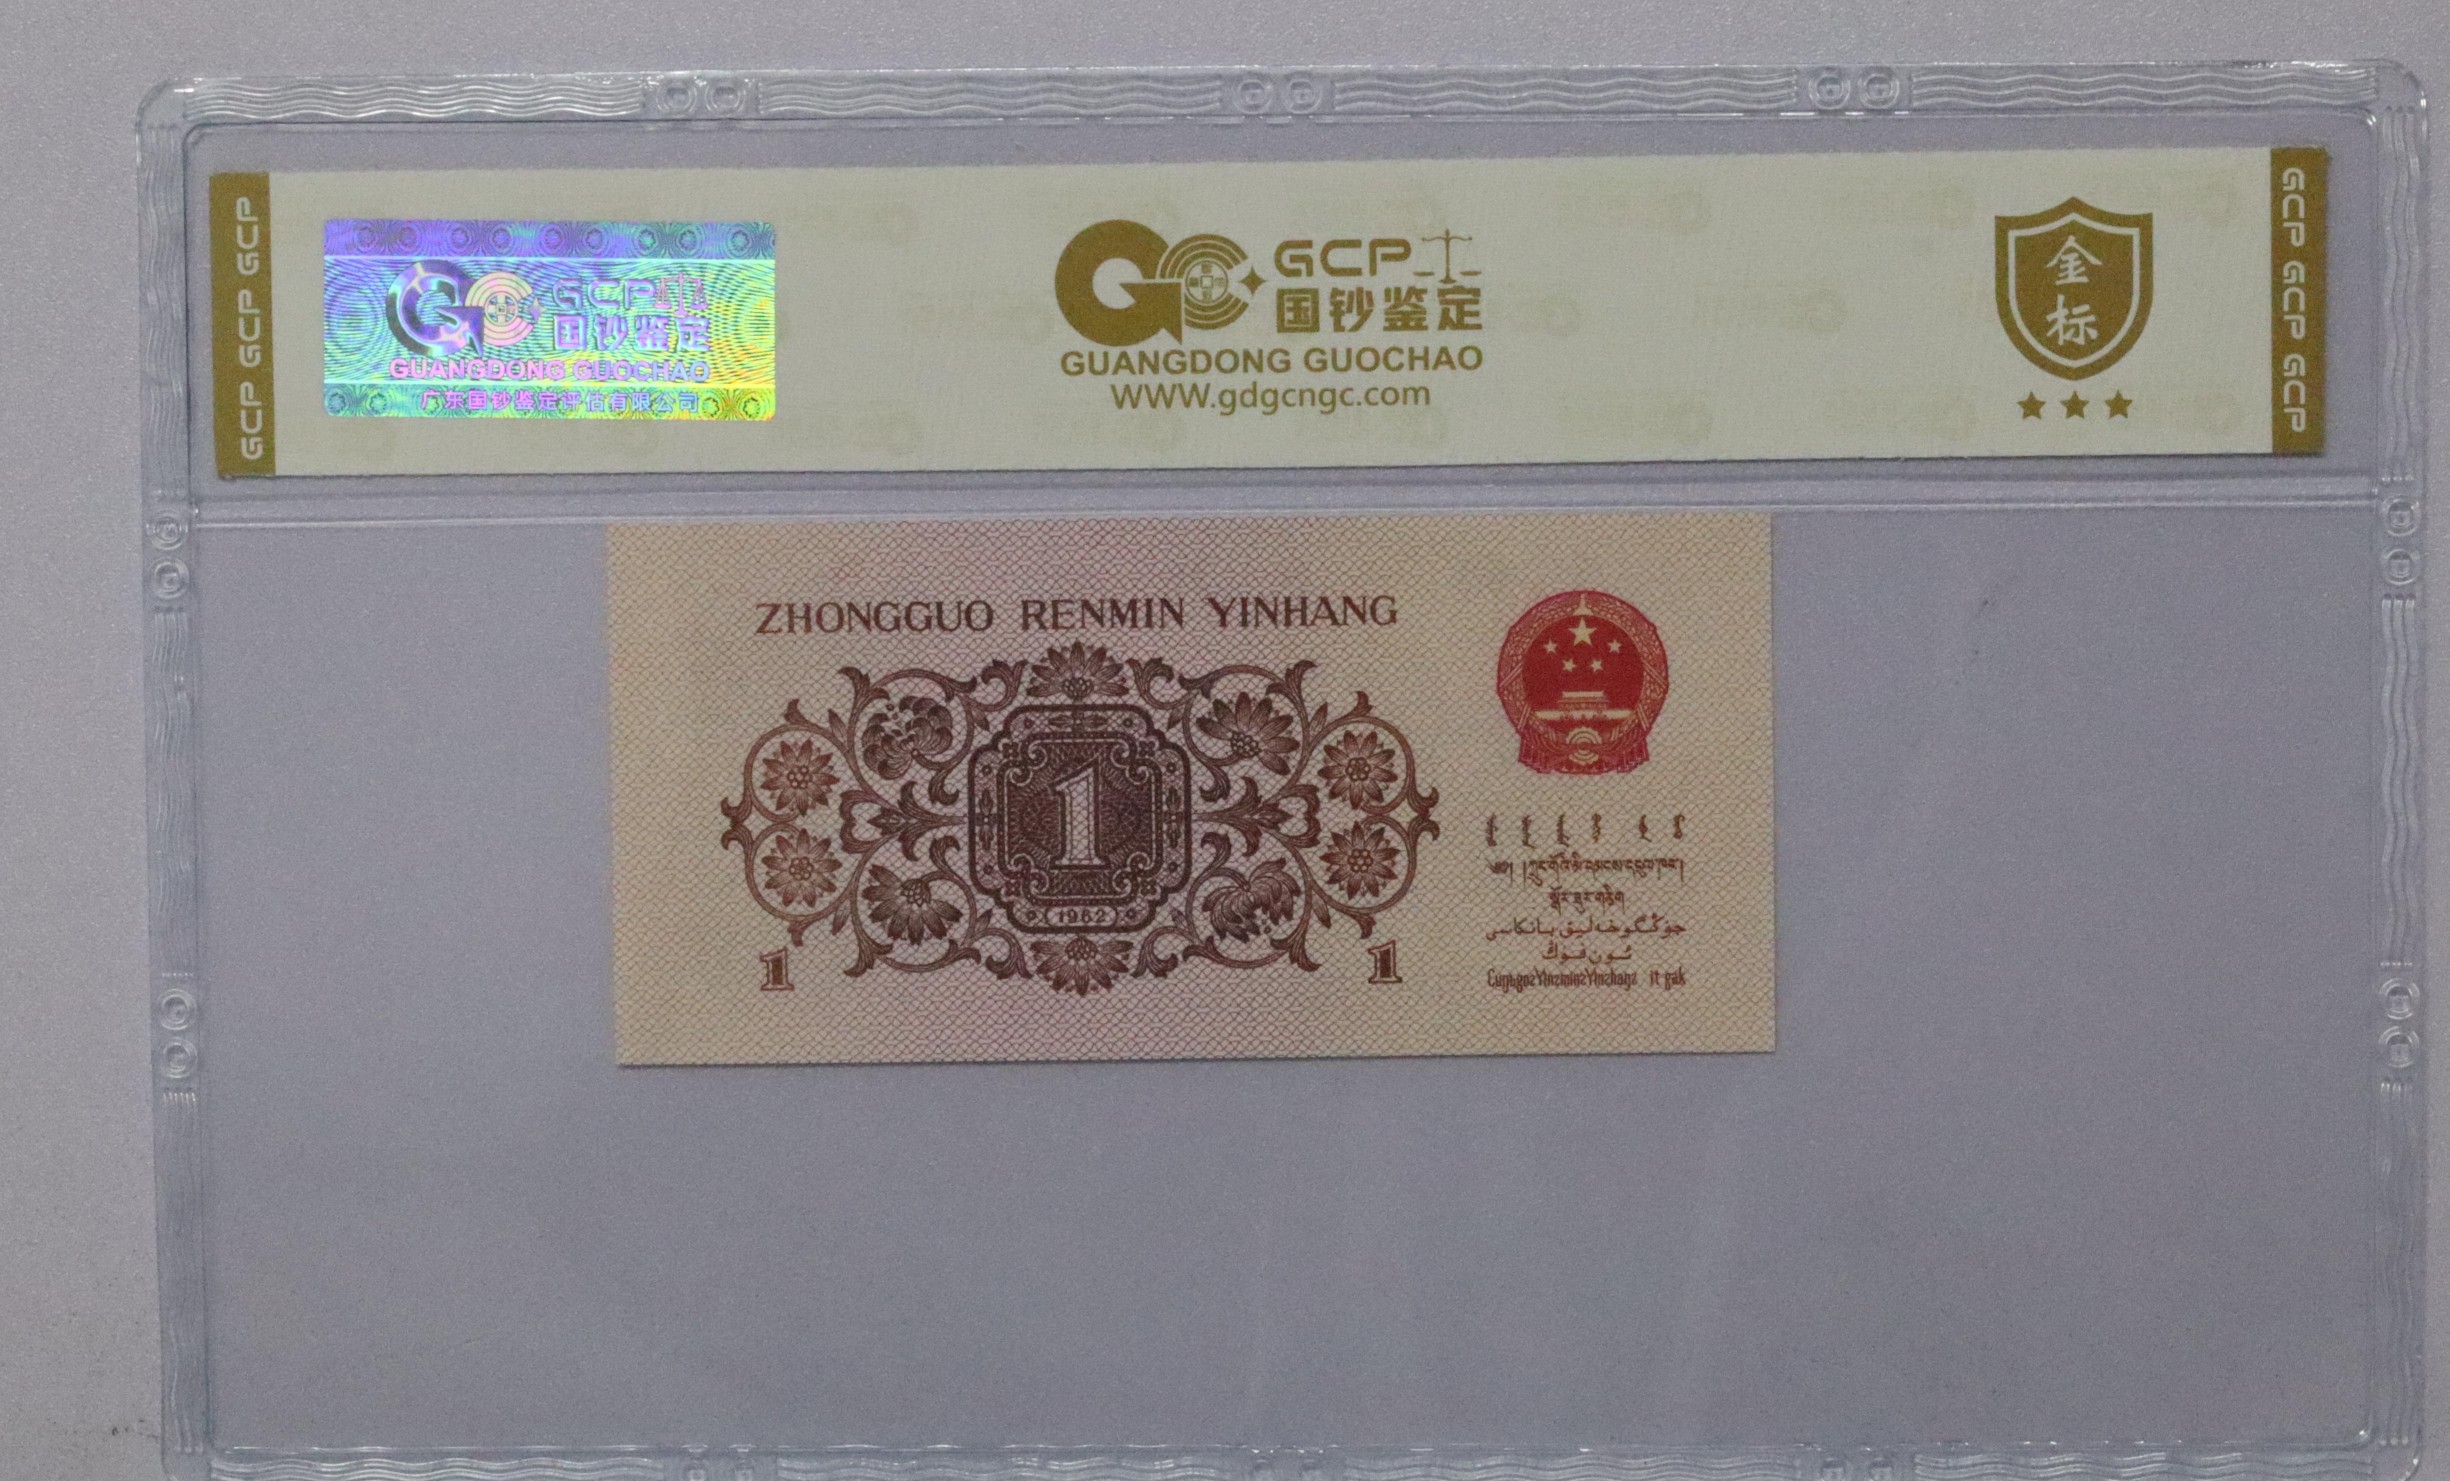 GCP GCP GCP
GCP
国钞鉴定
GUANGDONG GUOCHAO
广东国钞鉴定评估有限公司
GCP
国钞鉴定
GUANGDONG GUOCHAO
WWW.gdgcngc.com
金
标
GCP GCP GCP
ZHONGGUO RENMIN YINHANG
1
1962
1
1